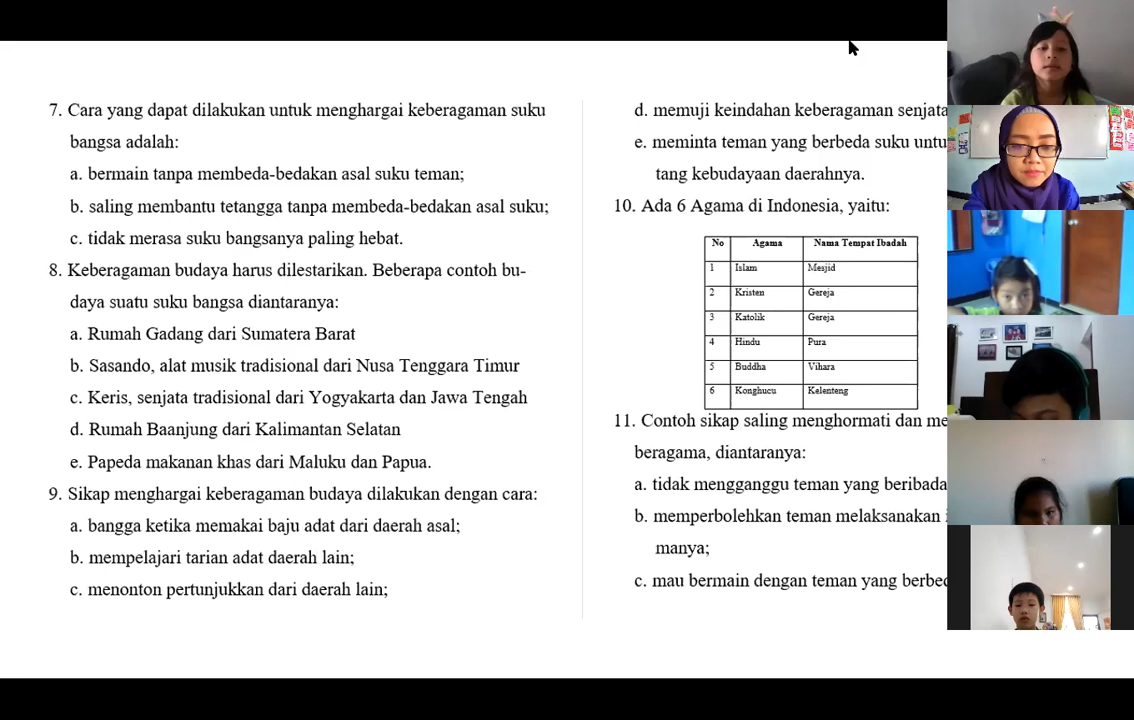 7. Cara yang dapat dilakukan untuk menghargai keberagaman suku
bangsa adalah:
a. bermain tanpa membeda-bedakan asal suku teman;
b. saling membantu tetangga tanpa membeda-bedakan asal suku;
c. tidak merasa suku bangsanya paling hebat.
8. Keberagaman budaya harus dilestarikan. Beberapa contoh bu-
daya suatu suku bangsa diantaranya:
a. Rumah Gadang dari Sumatera Barat
b. Sasando, alat musik tradisional dari Nusa Tenggara Timur
c. Keris, senjata tradisional dari Yogyakarta dan Jawa Tengah
d. Rumah Baanjung dari Kalimantan Selatan
e. Papeda makanan khas dari Maluku dan Papua.
9. Sikap menghargai keberagaman budaya dilakukan dengan cara:
a. bangga ketika memakai baju adat dari daerah asal;
b. mempelajari tarian adat daerah lain;
c. menonton pertunjukkan dari daerah lain;
d. memuji keindahan keberagaman senjata
e. meminta teman yang berbeda suku untu
tang kebudayaan daerahnya.
10. Ada 6 Agama di Indonesia, yaitu:
No Agama Nama Tempat Ibadah
1 Islam Mesjid
2 Kristen Gereja
3 Katolik Gereja
4 Hindu Pura
5 Buddha Vihara
6 Konghucu Kelenteng
11. Contoh sikap saling menghormati dan me
beragama, diantaranya:
a. tidak mengganggu teman yang beribada
b. memperbolehkan teman melaksanakan
manya;
c. mau bermain dengan teman yang berbed